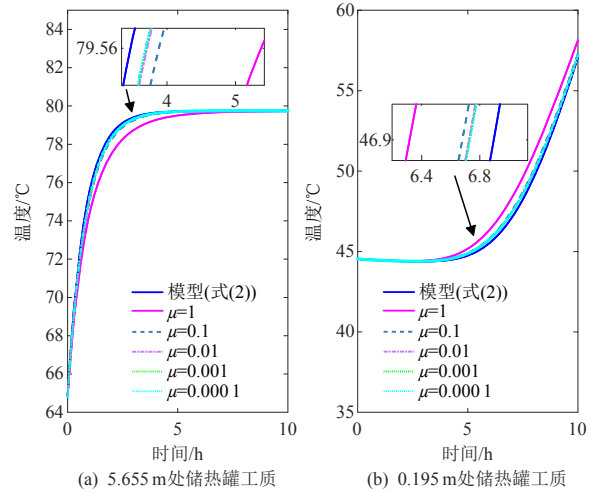 84
82
80
78
76
74
72
70
68
66
64
温度/℃
79.56
4 5
模型(式(2))
μ=1
μ=0.1
μ=0.01
μ=0.001
μ=0.000 1
0 5 10
时间/h
(a) 5.655 m处储热罐工质
60
55
50
45
40
35
温度/℃
46.9
6.4 6.8
模型(式(2))
μ=1
μ=0.1
μ=0.01
μ=0.001
μ=0.000 1
0 5 10
时间/h
(b) 0.195 m处储热罐工质